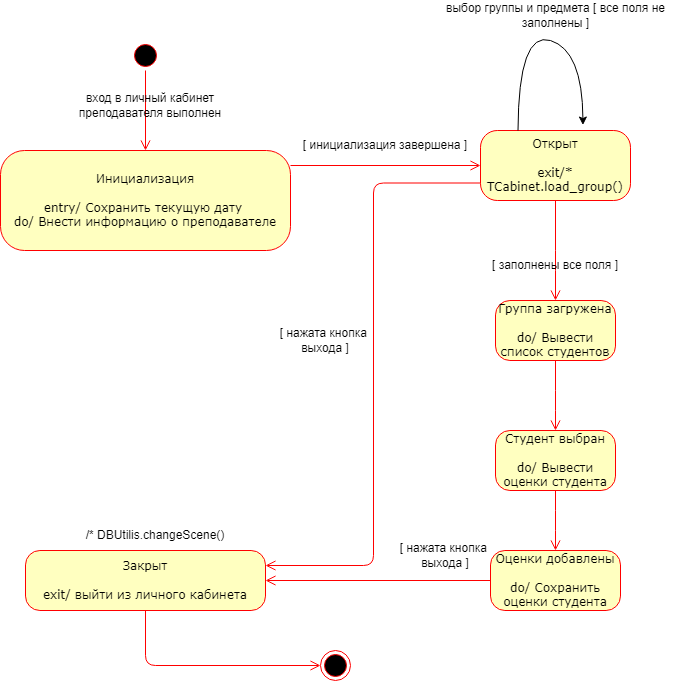 выбор группы и предмета [ все поля не
заполнены ]
вход в личный кабинет
преподавателя выполнен
Инициализация
entry/ Сохранить текущую дату
do/ Внести информацию о преподавателе
[ инициализация завершена ]
Открыт
exit/*
TCabinet.load_group()
[ заполнены все поля ]
Группа загружена
do/ Вывести
список студентов
[ нажата кнопка
выхода ]
Студент выбран
do/ Вывести
оценки студента
/* DBUtilis.changeScene()
Закрыт
exit/ выйти из личного кабинета
[ нажата кнопка
выхода ]
Оценки добавлены
do/ Сохранить
оценки студента